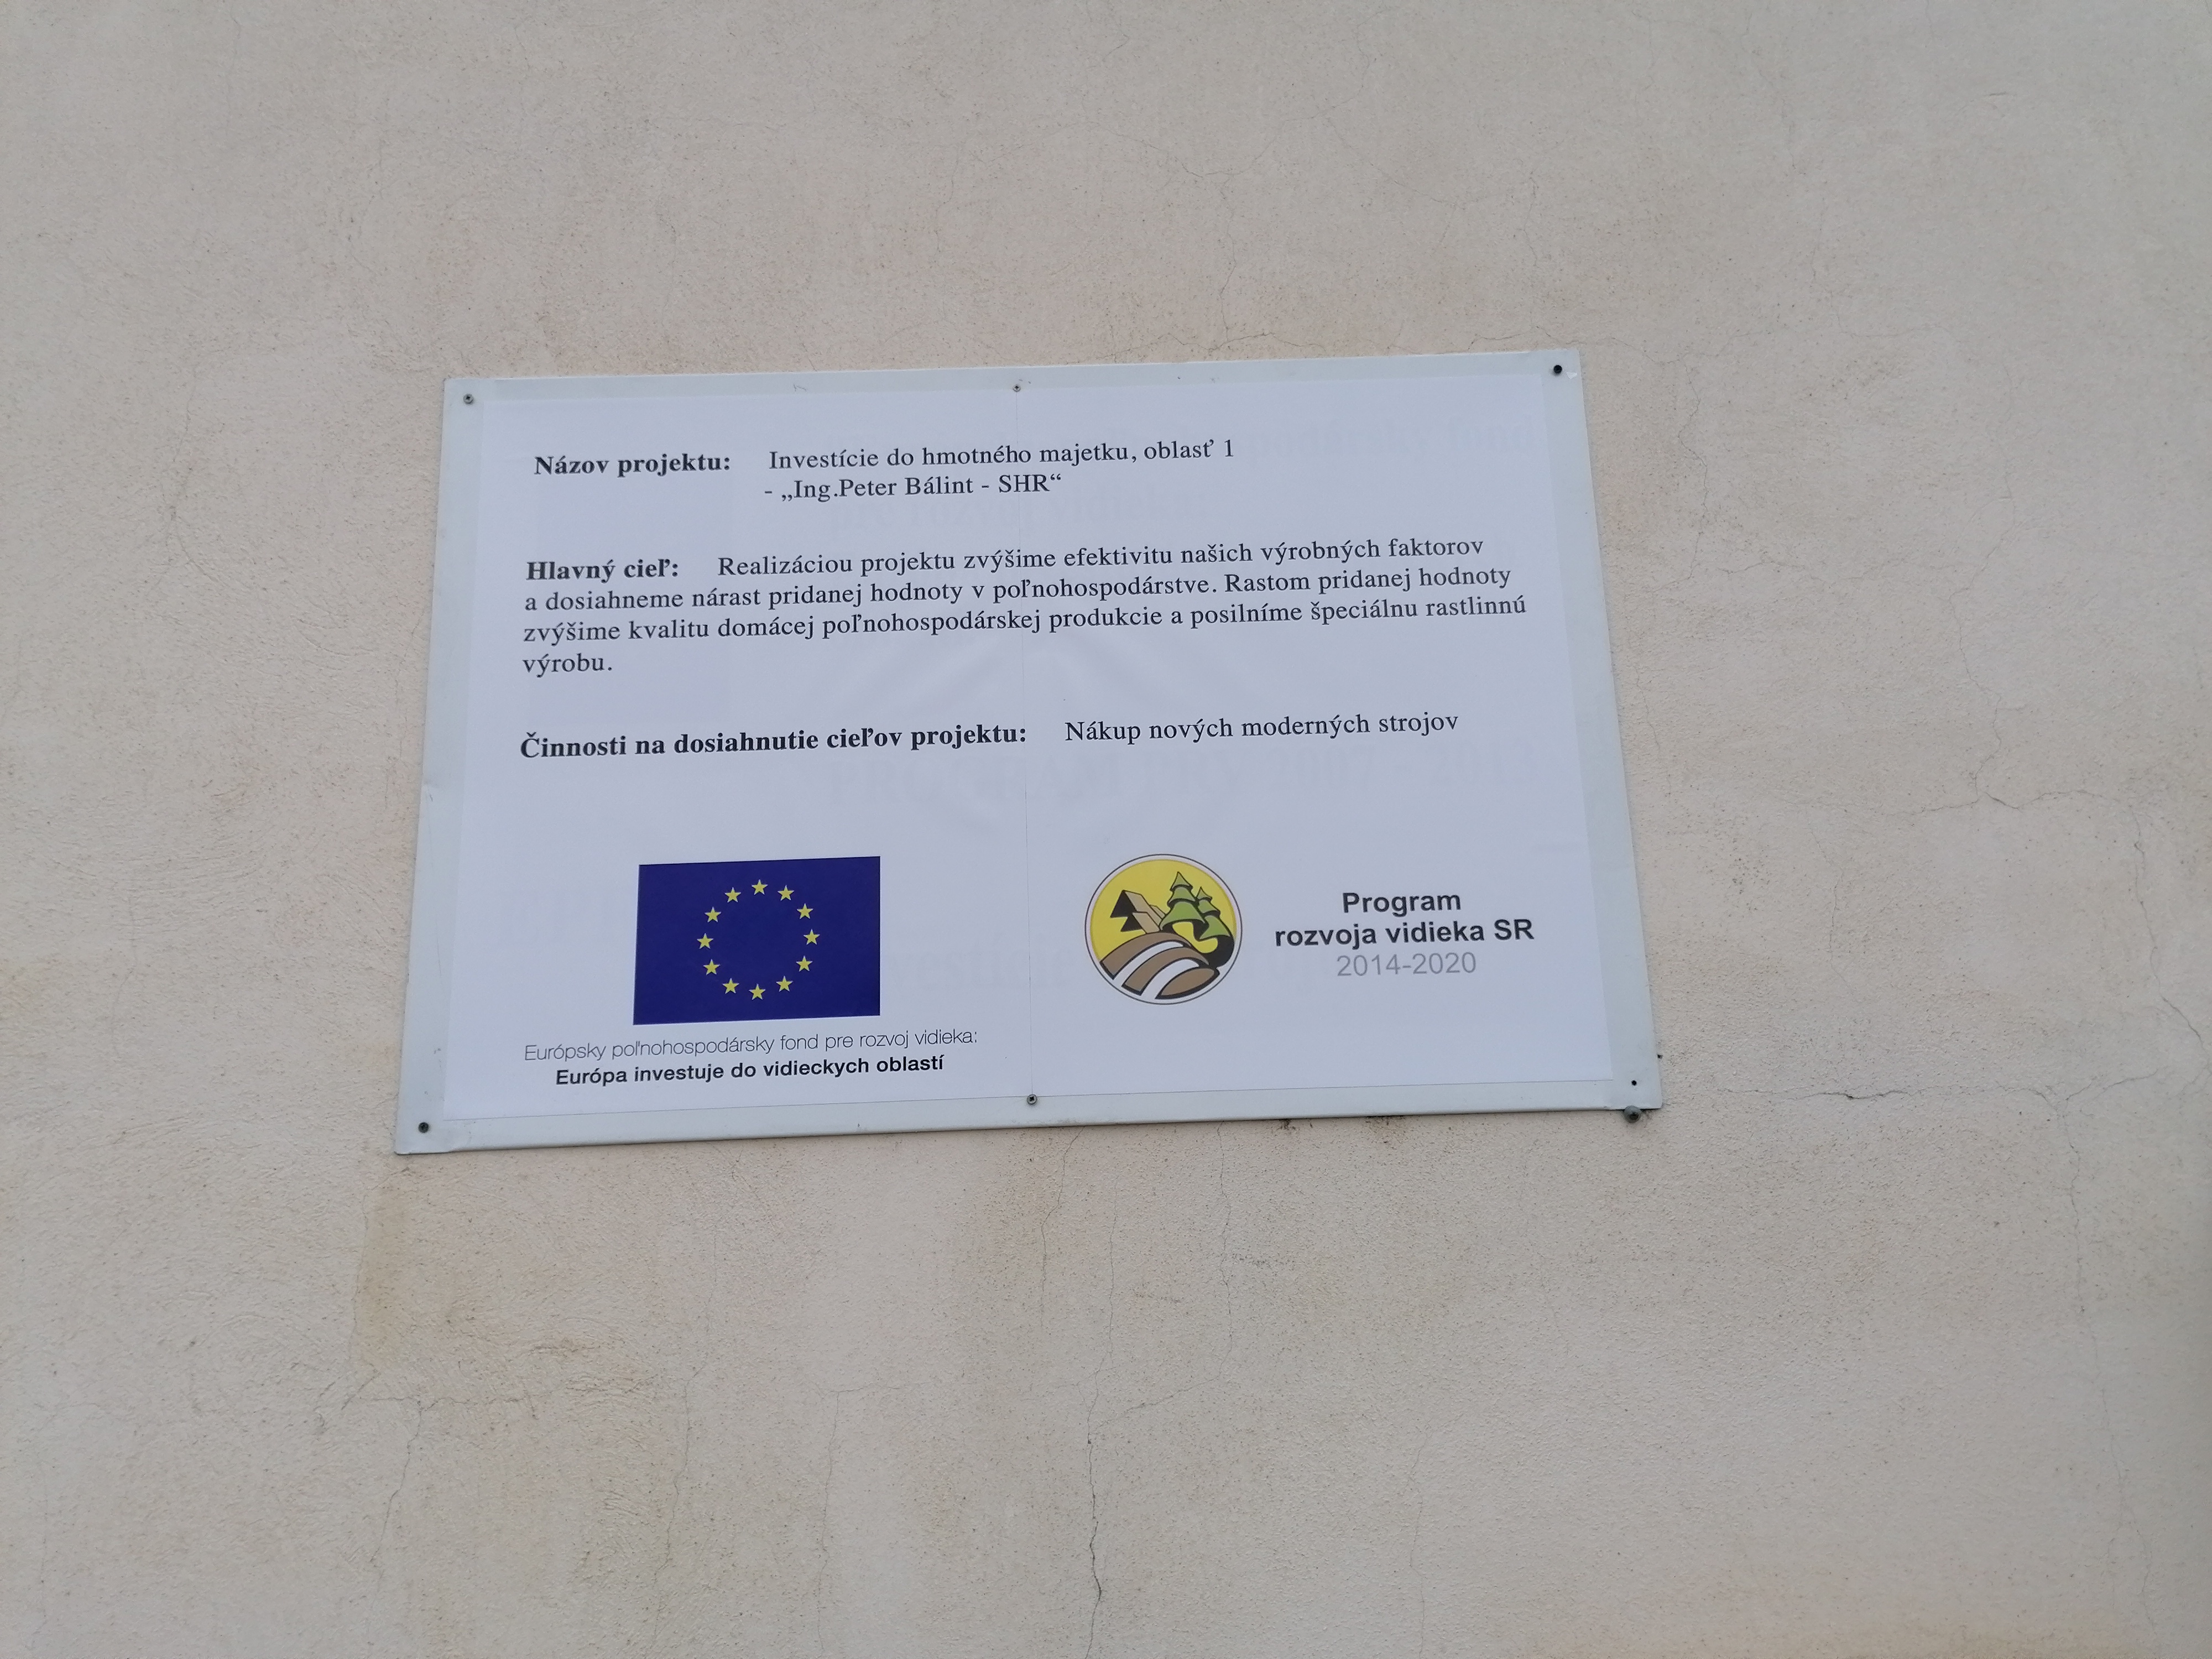 Názov projektu: Investície do hmotného majetku, oblasť 1
- „Ing.Peter Bálint - SHR“
Hlavný cieľ: Realizáciou projektu zvýšime efektivitu našich výrobných faktorov
a dosiahneme nárast pridanej hodnoty v poľnohospodárstve. Rastom pridanej hodnoty
zvýšime kvalitu domácej poľnohospodárskej produkcie a posilníme špeciálnu rastlinnú
výrobu.
Činnosti na dosiahnutie cieľov projektu: Nákup nových moderných strojov
Európsky poľnohospodársky fond pre rozvoj vidieka:
Európa investuje do vidieckych oblastí
Program
rozvoja vidieka SR
2014-2020